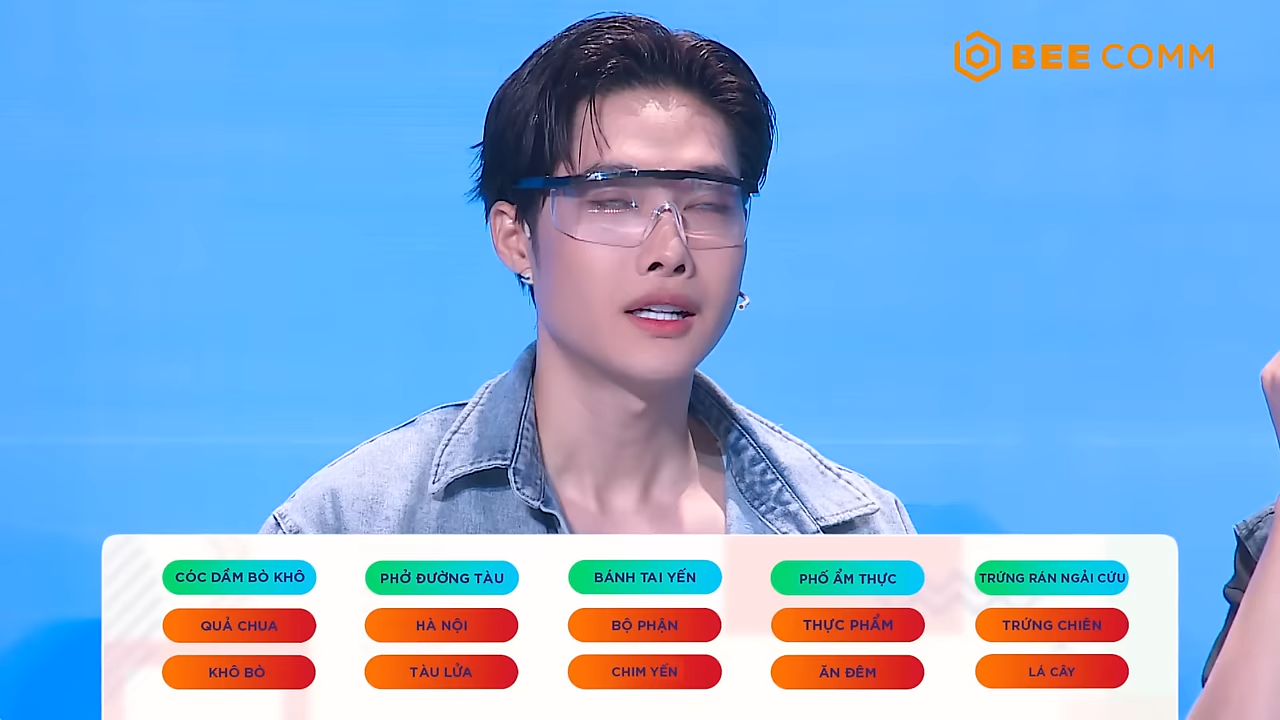 BEE COMM
CÓC DẦM BÒ KHÔ
PHỞ ĐƯỜNG TÀU
BÁNH TAI YẾN
PHỐ ẨM THỰC
TRỨNG RÁN NGẢI CỨU
QUẢ CHUA
HÀ NỘI
BỘ PHẬN
THỰC PHẨM
TRỨNG CHIÊN
KHÔ BÒ
TÀU LỬA
CHIM YẾN
ĂN ĐÊM
LÁ CÂY